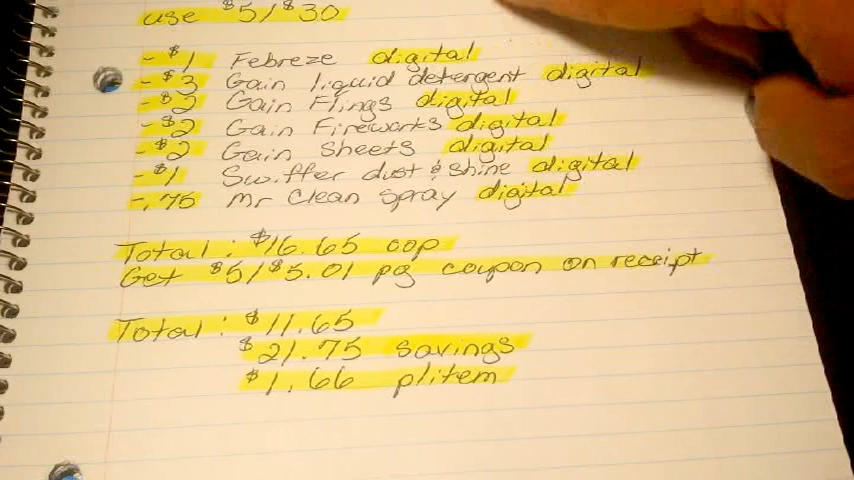 use $5/$30
- $1 Febreze digital
- $3 Gain liquid detergent digital
- $2 Gain Flings digital
- $2 Gain Fireworks digital
- $2 Gain Sheets digital
- $1 Swiffer dust & shine digital
- .75 Mr Clean Spray digital
Total: $16.65 oop
Get $5/$5.01 pg coupon on receipt
Total: $11.65
$21.75 savings
$1.66 p/item